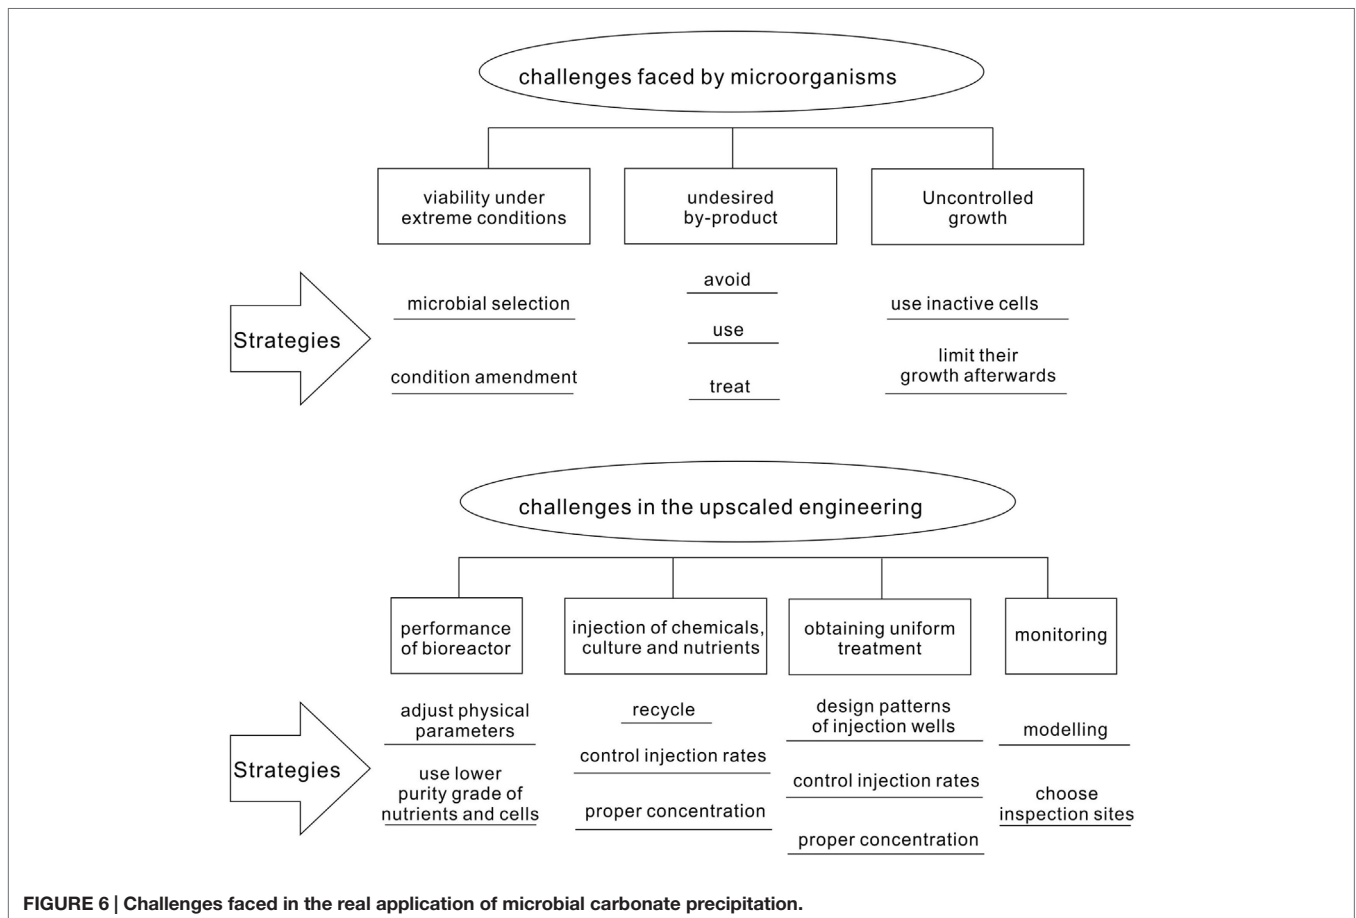 challenges faced by microorganisms
viability under
extreme conditions
undesired
by-product
Uncontrolled
growth
Strategies
microbial selection
condition amendment
avoid
use
treat
use inactive cells
limit their
growth afterwards
challenges in the upscaled engineering
performance
of bioreactor
injection of chemicals,
culture and nutrients
obtaining uniform
treatment
monitoring
Strategies
adjust physical
parameters
use lower
purity grade of
nutrients and cells
recycle
control injection rates
proper concentration
design patterns
of injection wells
control injection rates
proper concentration
modelling
choose
inspection sites
FIGURE 6 | Challenges faced in the real application of microbial carbonate precipitation.